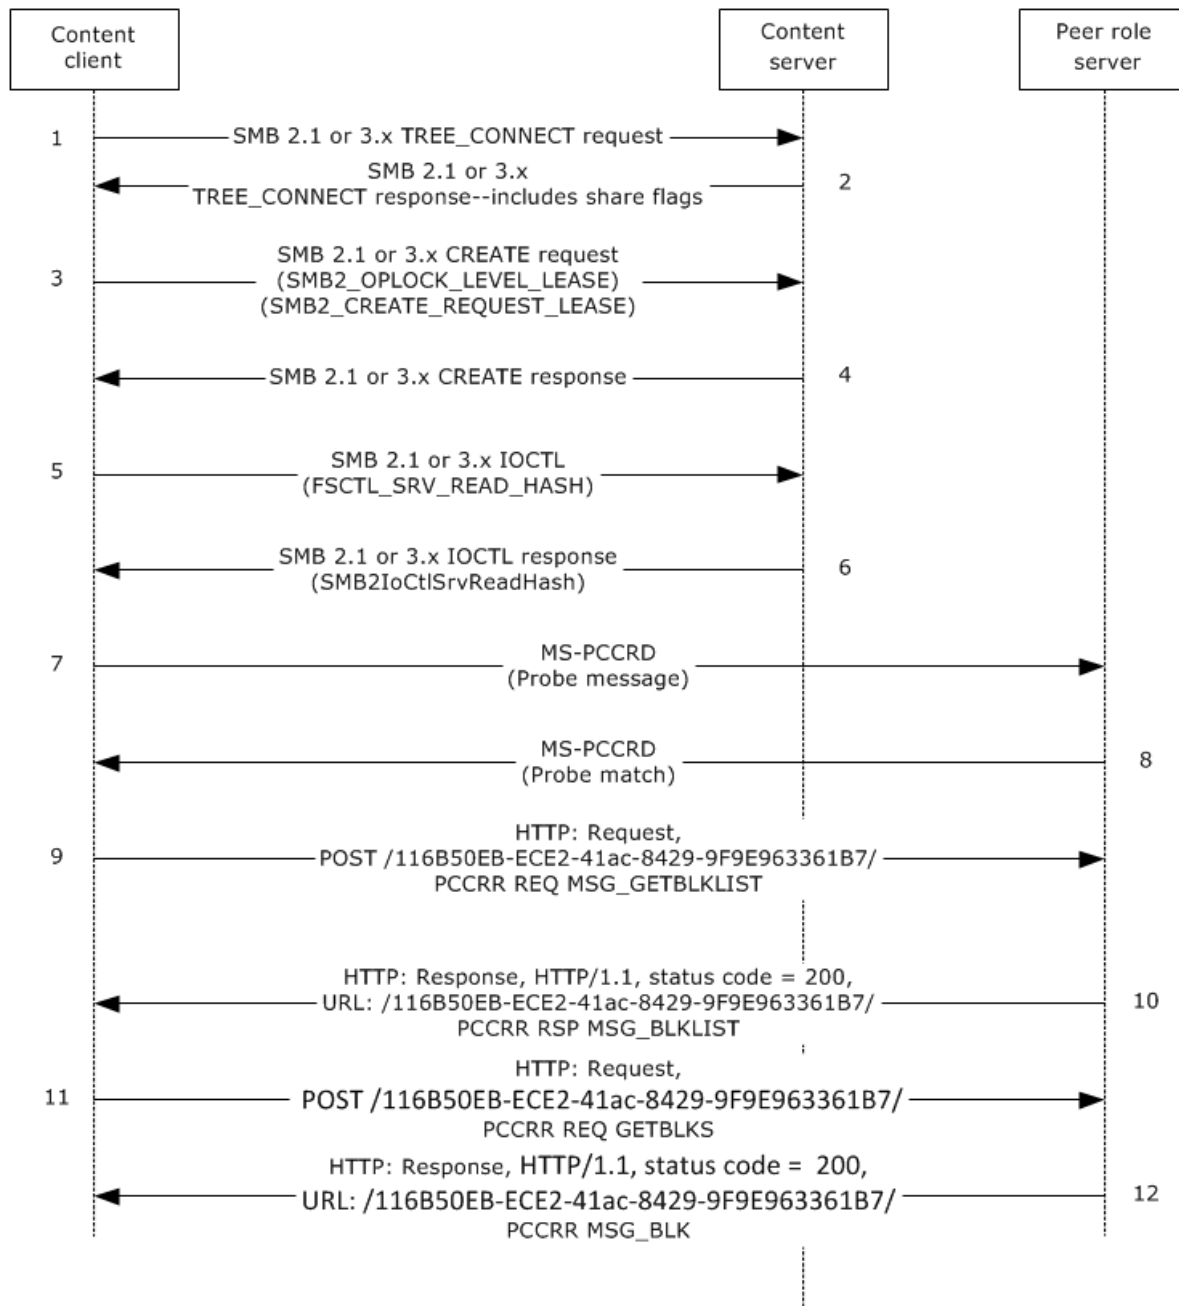 Content
client
Content
server
Peer role
server
1
SMB 2.1 or 3.x TREE_CONNECT request
SMB 2.1 or 3.x
TREE_CONNECT response--includes share flags
2
3
SMB 2.1 or 3.x CREATE request
(SMB2_OPLOCK_LEVEL_LEASE)
(SMB2_CREATE_REQUEST_LEASE)
SMB 2.1 or 3.x CREATE response
4
5
SMB 2.1 or 3.x IOCTL
(FSCTL_SRV_READ_HASH)
SMB 2.1 or 3.x IOCTL response
(SMB2IoCtlSrvReadHash)
6
7
MS-PCCRD
(Probe message)
MS-PCCRD
(Probe match)
8
9
HTTP: Request,
POST /116B50EB-ECE2-41ac-8429-9F9E963361B7/
PCCRR REQ MSG_GETBLKLIST
HTTP: Response, HTTP/1.1, status code = 200,
URL: /116B50EB-ECE2-41ac-8429-9F9E963361B7/
PCCRR RSP MSG_BLKLIST
10
11
HTTP: Request,
POST /116B50EB-ECE2-41ac-8429-9F9E963361B7/
PCCRR REQ GETBLKS
HTTP: Response, HTTP/1.1, status code = 200,
URL: /116B50EB-ECE2-41ac-8429-9F9E963361B7/
PCCRR MSG_BLK
12